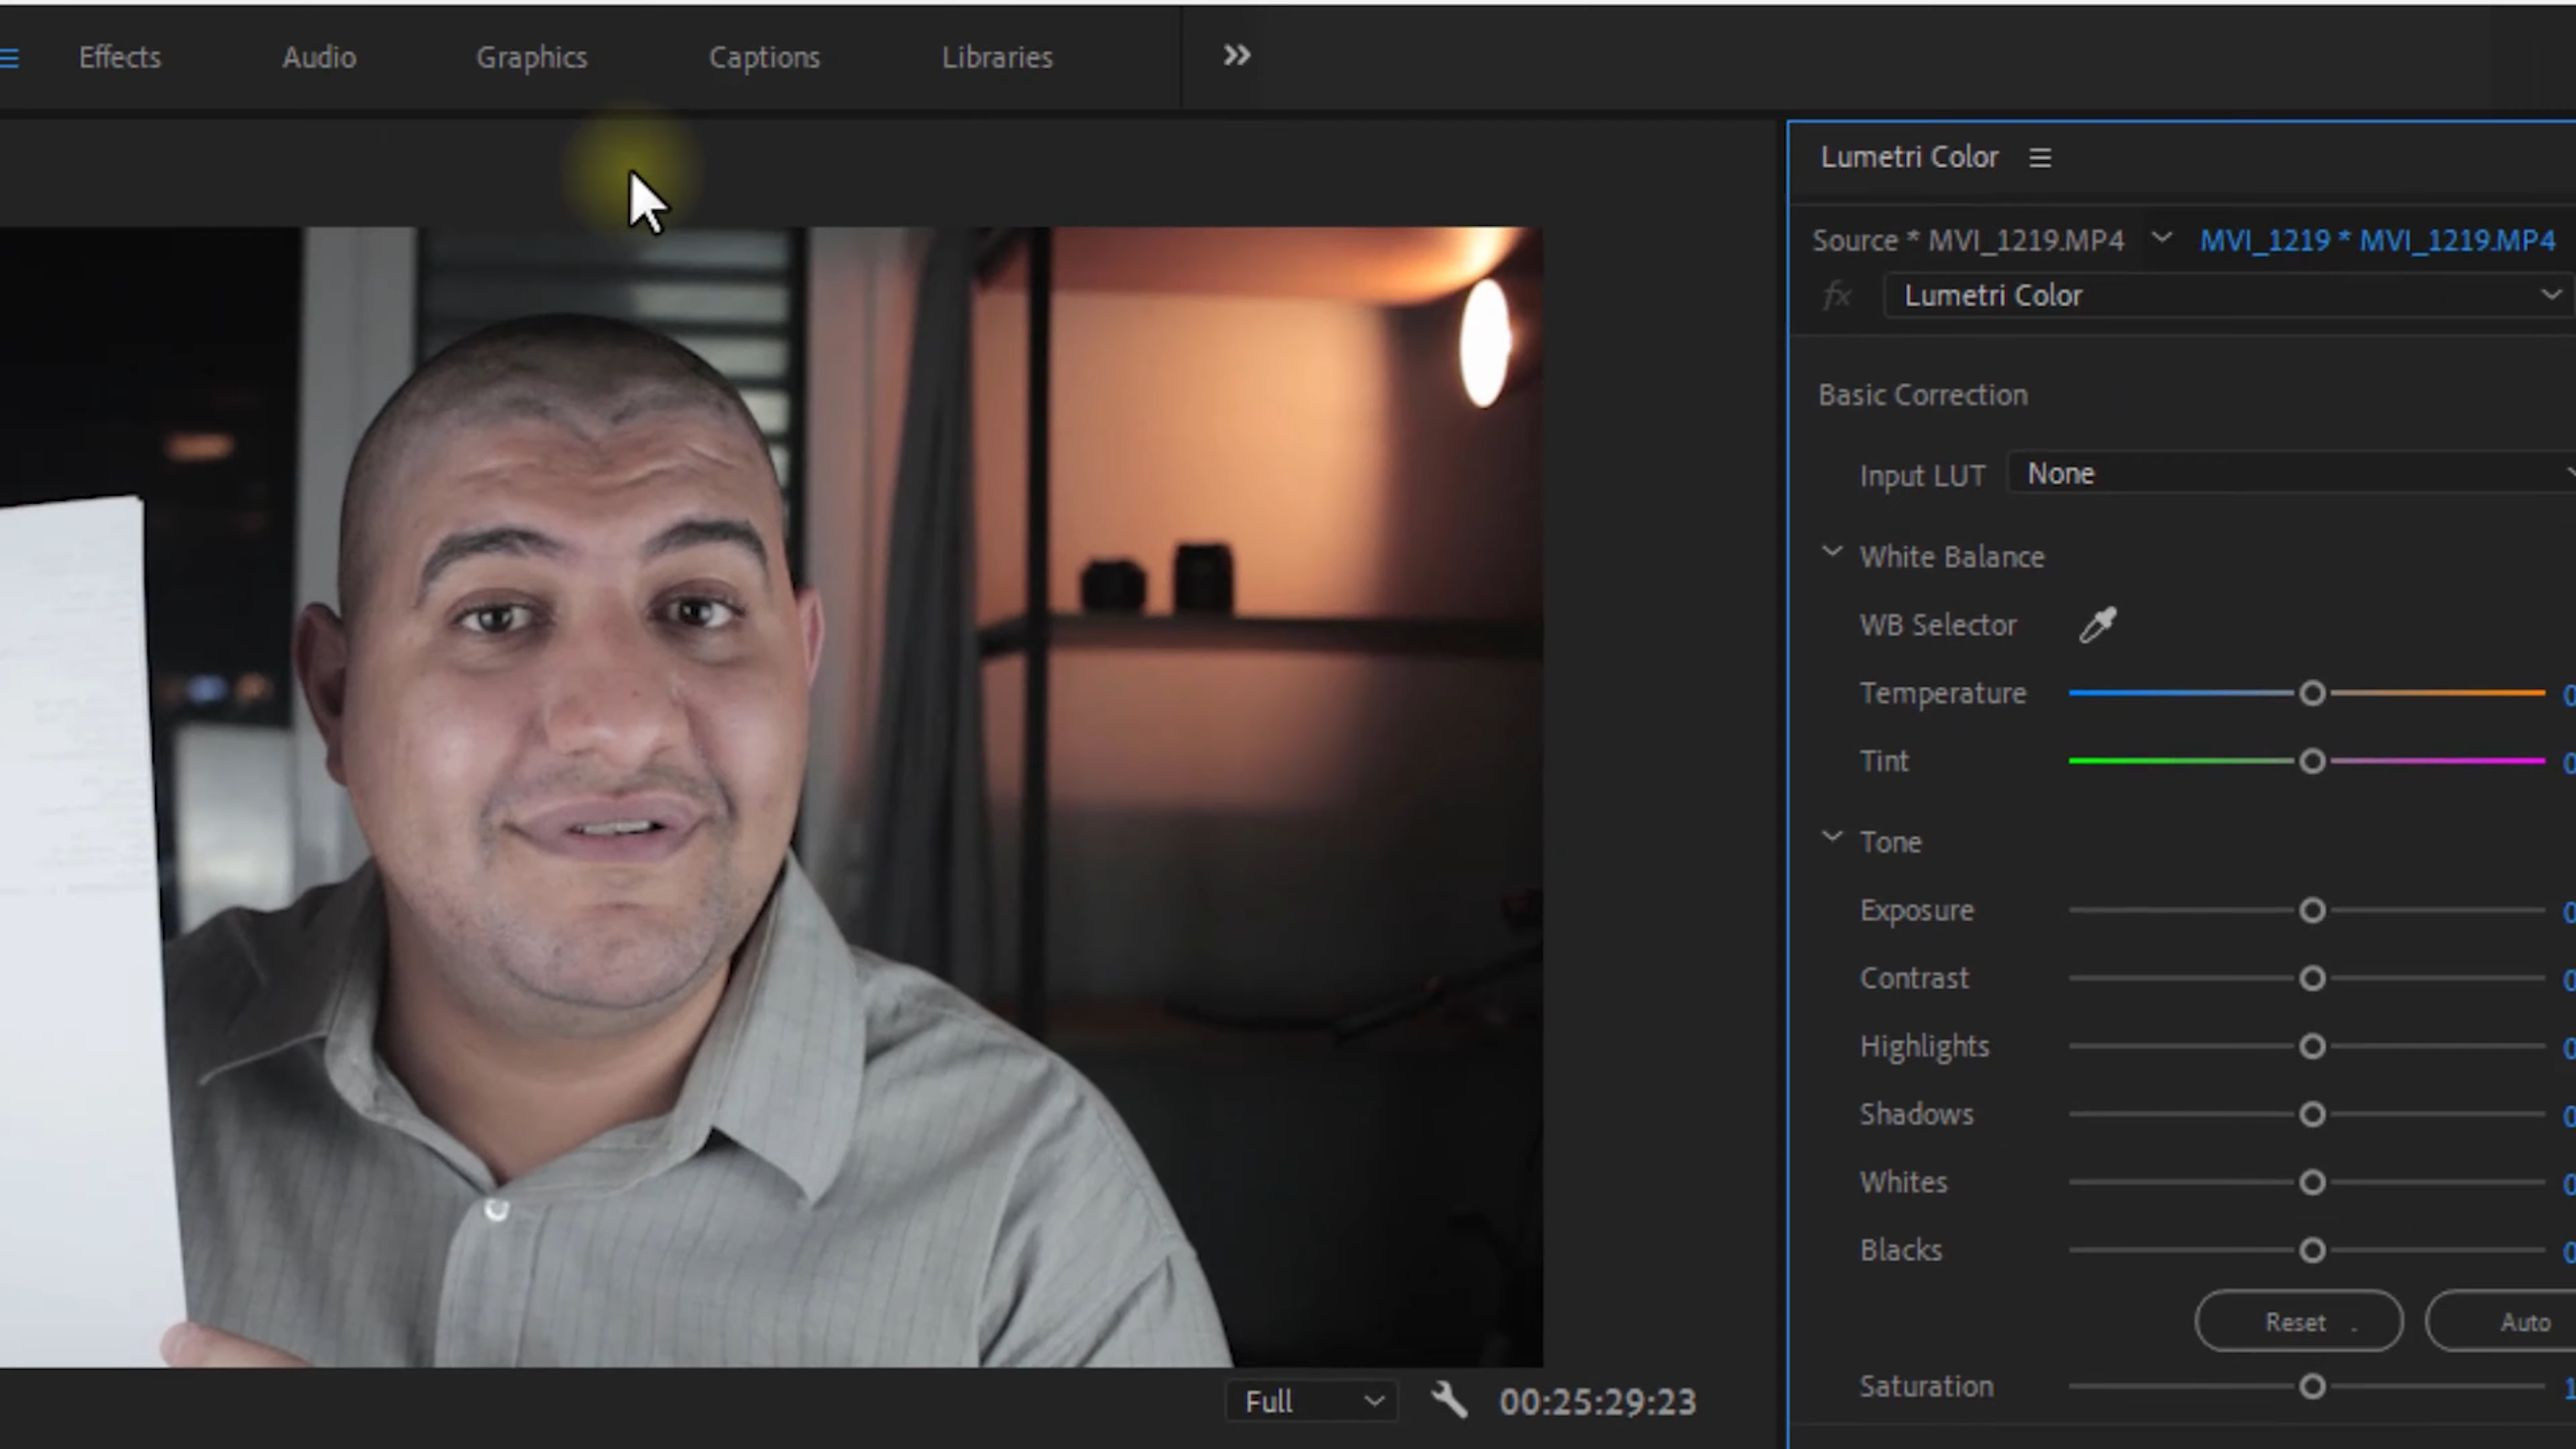 Effects Audio Graphics Captions Libraries
Lumetri Color
Source * MVI_1219.MP4 MVI_1219 * MVI_1219.MP4
fx Lumetri Color
Basic Correction
Input LUT None
White Balance
WB Selector
Temperature
Tint
Tone
Exposure
Contrast
Highlights
Shadows
Whites
Blacks
Reset Auto
Saturation
Full 00:25:29:23